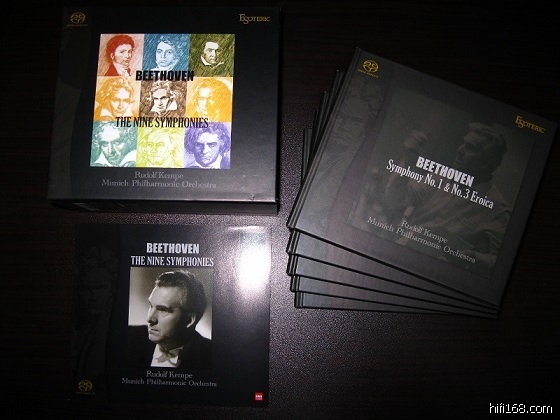 ESOTERIC
BEETHOVEN
THE NINE SYMPHONIES
Rudolf Kempe
Munich Philharmonic Orchestra
ESOTERIC
BEETHOVEN
Symphony No. 1 & No. 3 Eroica
Rudolf Kempe
Munich Philharmonic Orchestra
BEETHOVEN
THE NINE SYMPHONIES
Rudolf Kempe
Munich Philharmonic Orchestra
hifi168.com